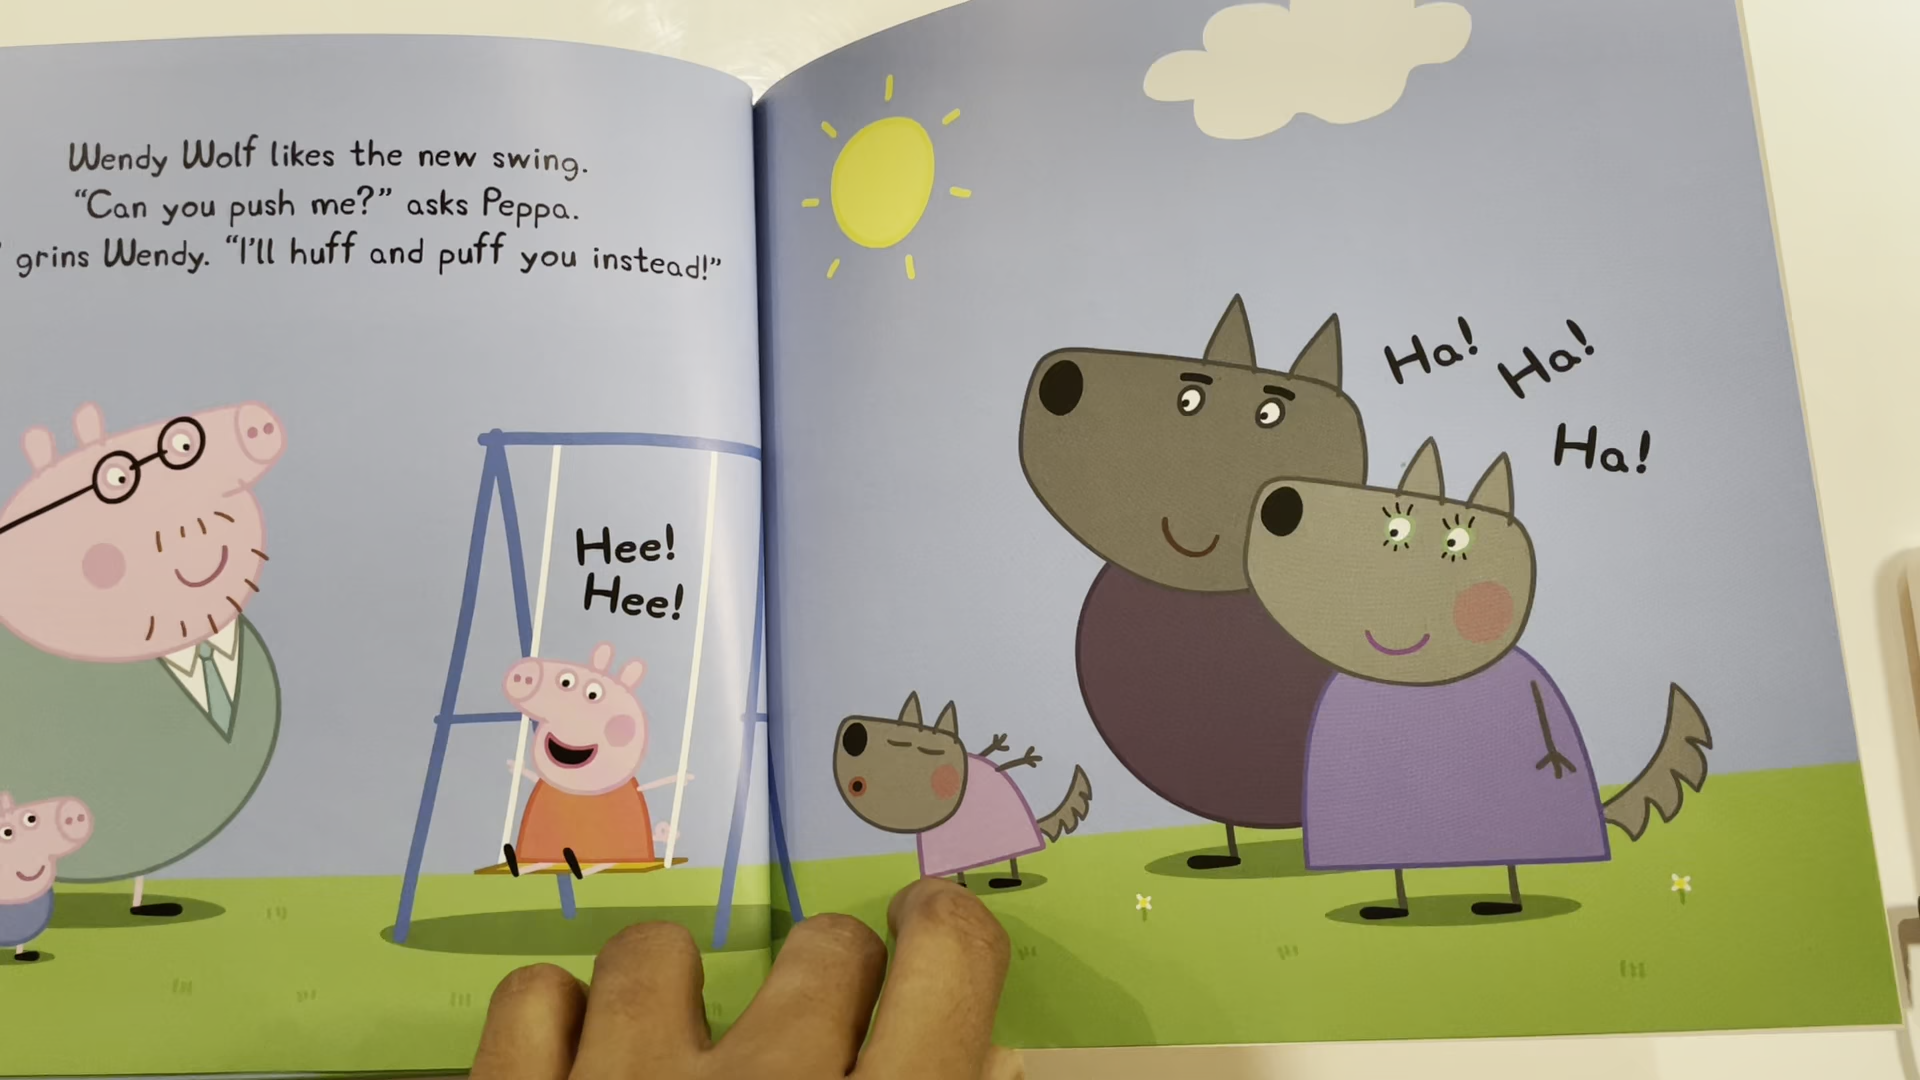 Wendy Wolf likes the new swing.
“Can you push me?” asks Peppa.
” grins Wendy. “I’ll huff and puff you instead!”
Hee!
Hee!
Ha!
Ha!
Ha!